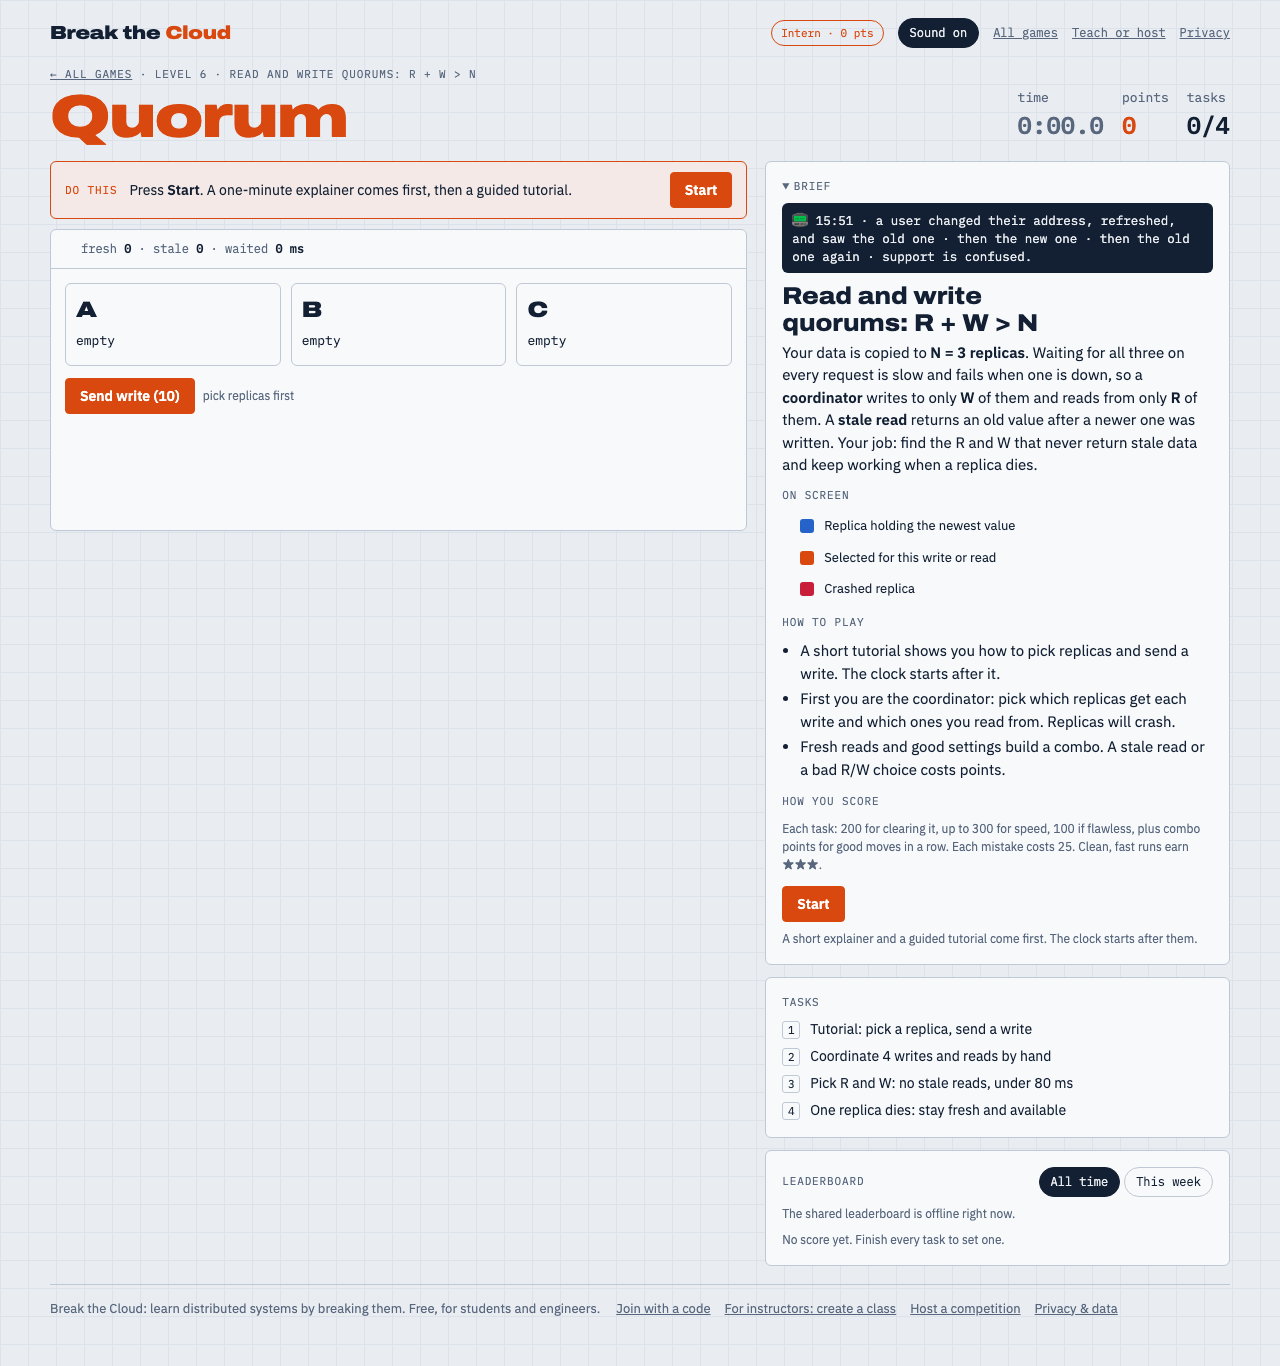 Break the Cloud
Intern · 0 pts
Sound on
All games
Teach or host
Privacy
← ALL GAMES · LEVEL 6 · READ AND WRITE QUORUMS: R + W > N
Quorum
time
0:00.0
points
0
tasks
0/4
DO THIS Press Start. A one-minute explainer comes first, then a guided tutorial.
Start
fresh 0 · stale 0 · waited 0 ms
A
empty
B
empty
C
empty
Send write (10)
pick replicas first
▼ BRIEF
15:51 · a user changed their address, refreshed,
and saw the old one · then the new one · then the old
one again · support is confused.
Read and write
quorums: R + W > N
Your data is copied to N = 3 replicas. Waiting for all three on
every request is slow and fails when one is down, so a
coordinator writes to only W of them and reads from only R of
them. A stale read returns an old value after a newer one was
written. Your job: find the R and W that never return stale data
and keep working when a replica dies.
ON SCREEN
Replica holding the newest value
Selected for this write or read
Crashed replica
HOW TO PLAY
• A short tutorial shows you how to pick replicas and send a
write. The clock starts after it.
• First you are the coordinator: pick which replicas get each
write and which ones you read from. Replicas will crash.
• Fresh reads and good settings build a combo. A stale read or
a bad R/W choice costs points.
HOW YOU SCORE
Each task: 200 for clearing it, up to 300 for speed, 100 if flawless, plus combo
points for good moves in a row. Each mistake costs 25. Clean, fast runs earn
★★★.
Start
A short explainer and a guided tutorial come first. The clock starts after them.
TASKS
1 Tutorial: pick a replica, send a write
2 Coordinate 4 writes and reads by hand
3 Pick R and W: no stale reads, under 80 ms
4 One replica dies: stay fresh and available
LEADERBOARD
All time
This week
The shared leaderboard is offline right now.
No score yet. Finish every task to set one.
Break the Cloud: learn distributed systems by breaking them. Free, for students and engineers.
Join with a code
For instructors: create a class
Host a competition
Privacy & data